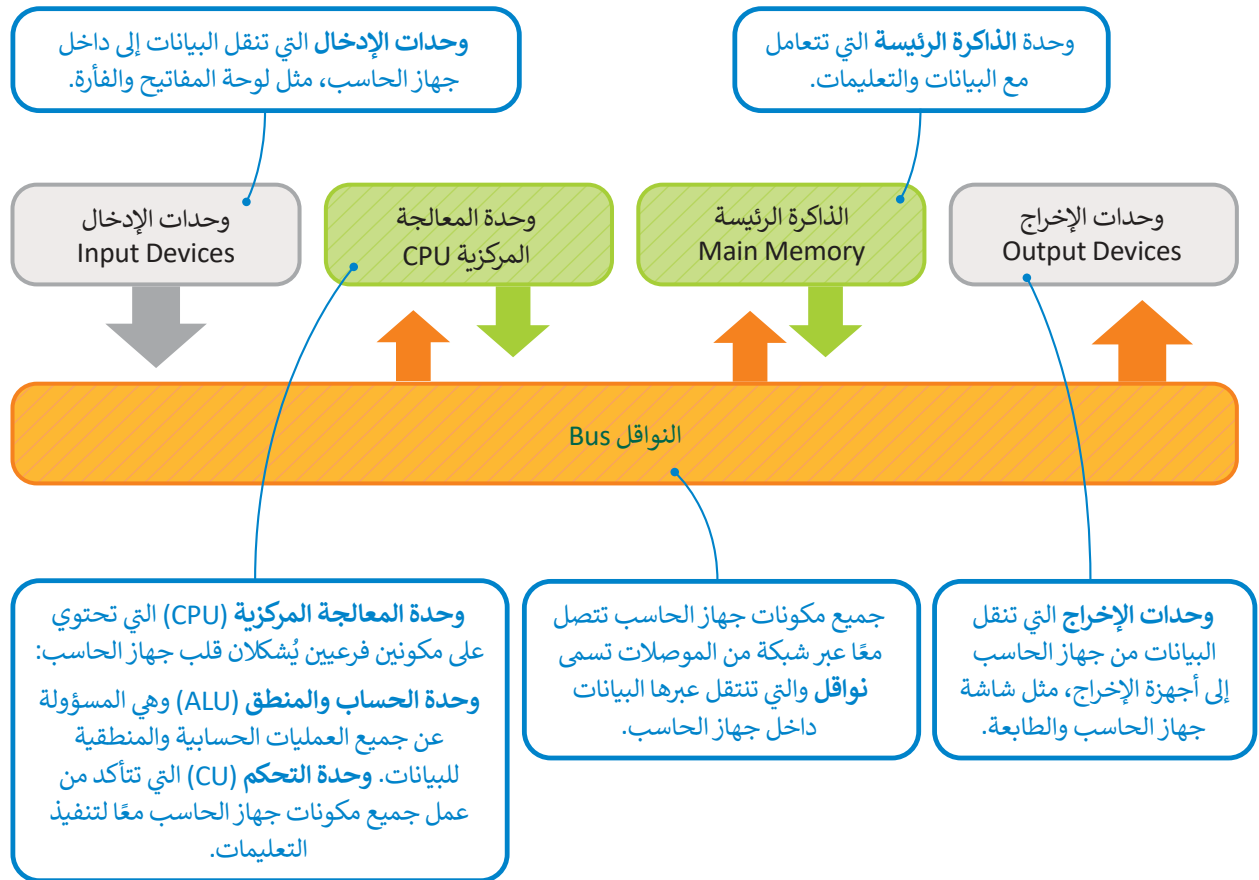 وحدات الإدخال التي تنقل البيانات إلى داخل
جهاز الحاسب، مثل لوحة المفاتيح والفأرة.
وحدة الذاكرة الرئيسة التي تتعامل
مع البيانات والتعليمات.
وحدات الإدخال
Input Devices
وحدة المعالجة
المركزية CPU
الذاكرة الرئيسة
Main Memory
وحدات الإخراج
Output Devices
النواقل Bus
وحدة المعالجة المركزية (CPU) التي تحتوي
على مكونين فرعيين يُشكلان قلب جهاز الحاسب:
وحدة الحساب والمنطق (ALU) وهي المسؤولة
عن جميع العمليات الحسابية والمنطقية
للبيانات. وحدة التحكم (CU) التي تتأكد من
عمل جميع مكونات جهاز الحاسب معًا لتنفيذ
التعليمات.
جميع مكونات جهاز الحاسب تتصل
معًا عبر شبكة من الموصلات تسمى
نواقل والتي تنتقل عبرها البيانات
داخل جهاز الحاسب.
وحدات الإخراج التي تنقل
البيانات من جهاز الحاسب
إلى أجهزة الإخراج، مثل شاشة
جهاز الحاسب والطابعة.